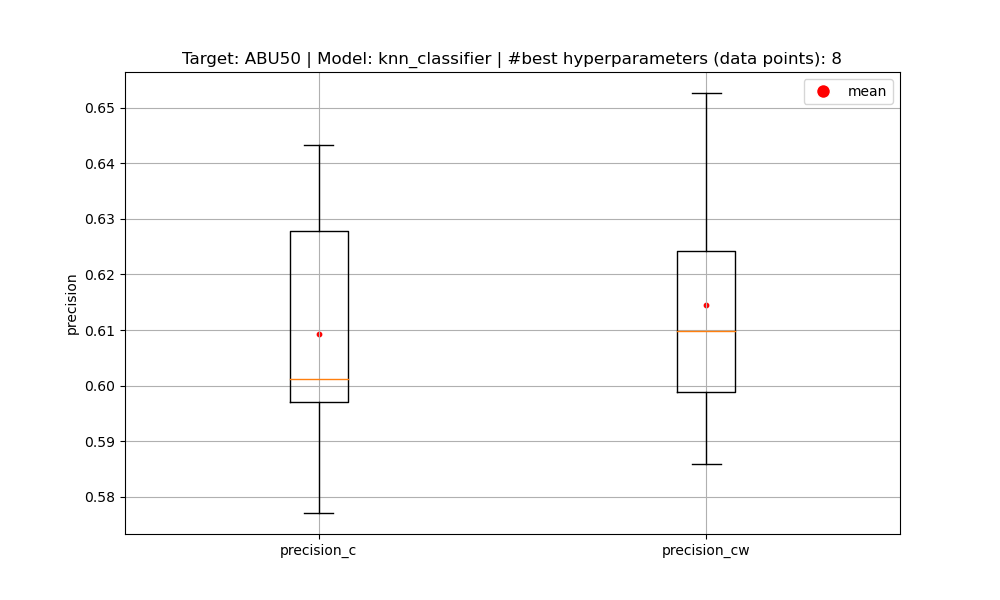 Target: ABU50 | Model: knn_classifier | #best hyperparameters (data points): 8
mean
0.65
0.64
0.63
0.62
0.61
0.60
0.59
0.58
precision
precision_c
precision_cw